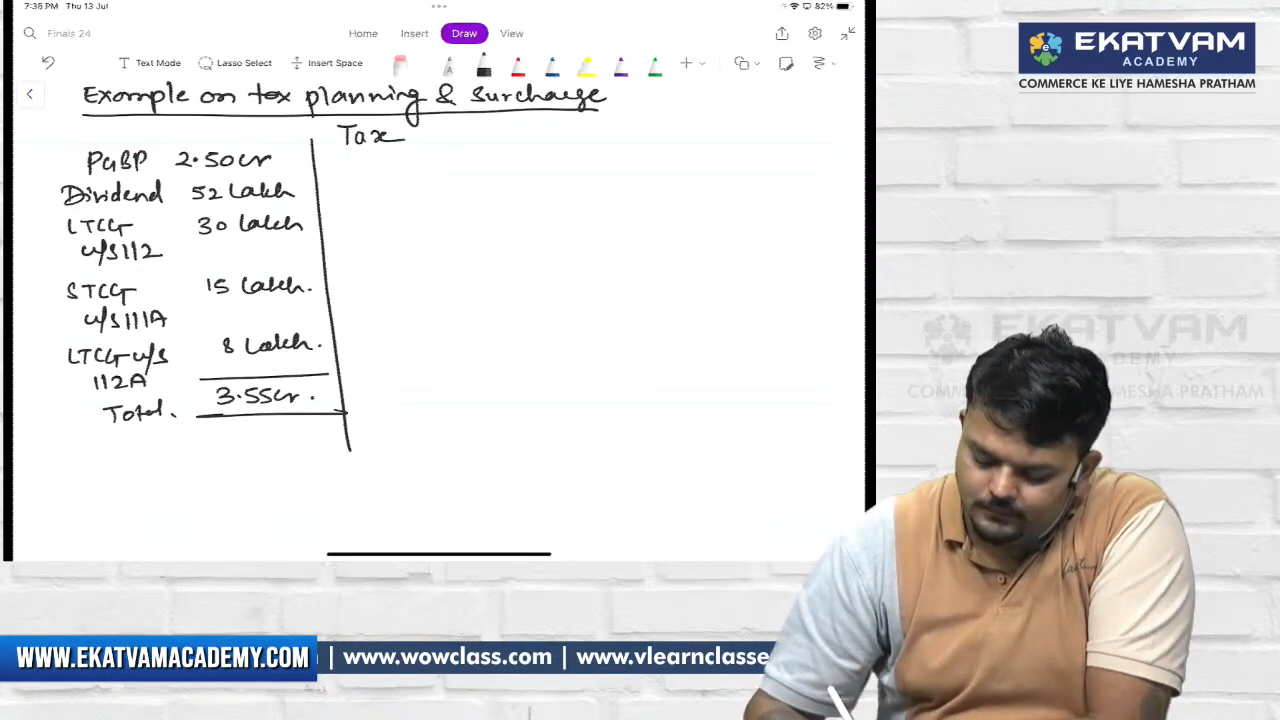 7:36 PM Thu 13 Jul
82%
Finals 24
Home Insert Draw View
Text Mode Lasso Select Insert Space
Example on tax planning & surcharge
Tax
PGBP 2.50cr
Dividend 52 Lakh
LTCG 30 Lakh
u/s 112
STCG 15 Lakh.
u/s 111A
LTCG u/s 8 Lakh.
112A
Total. 3.55cr.
EKATVAM
ACADEMY
COMMERCE KE LIYE HAMESHA PRATHAM
EKATVAM
WWW.EKATVAMACADEMY.COM | www.wowclass.com | www.vlearnclasse